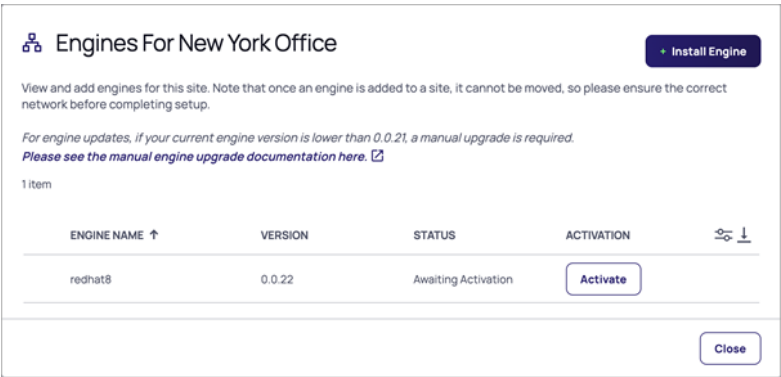 Engines For New York Office
+ Install Engine
View and add engines for this site. Note that once an engine is added to a site, it cannot be moved, so please ensure the correct
network before completing setup.
For engine updates, if your current engine version is lower than 0.0.21, a manual upgrade is required.
Please see the manual engine upgrade documentation here.
1 item
ENGINE NAME ↑ VERSION STATUS ACTIVATION
redhat8 0.0.22 Awaiting Activation Activate
Close